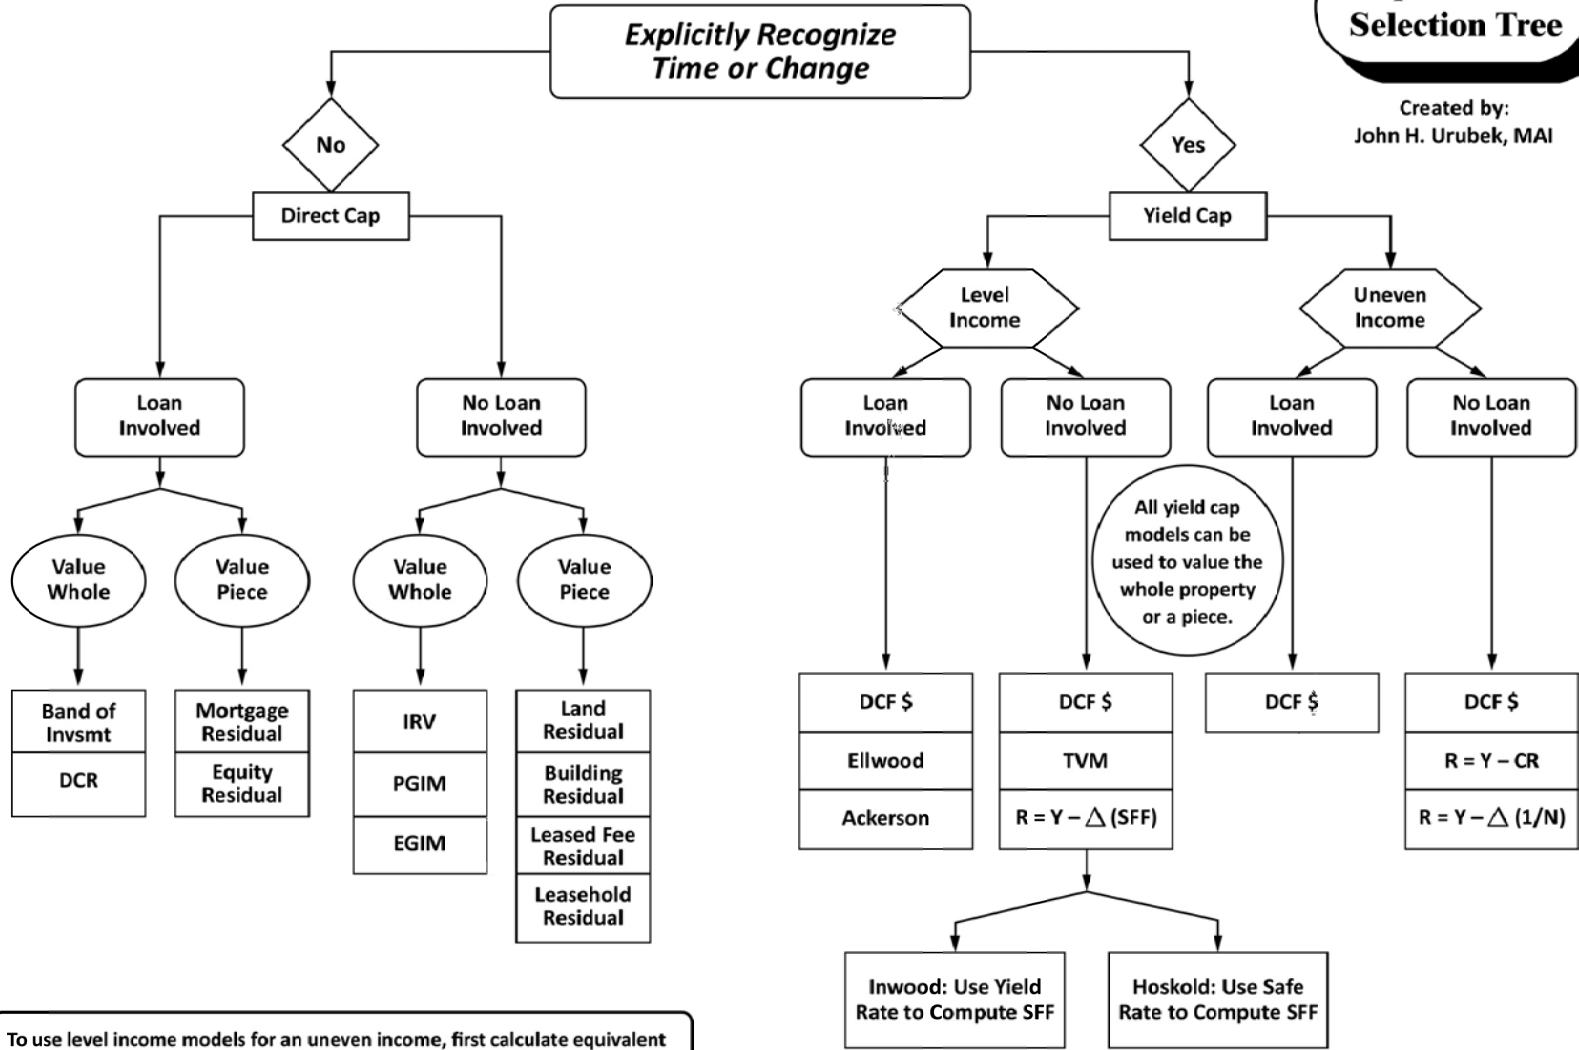 Explicitly Recognize
Time or Change
Selection Tree
Created by:
John H. Urubek, MAI
No
Yes
Direct Cap
Yield Cap
Level
Income
Uneven
Income
Loan
Involved
No Loan
Involved
Loan
Involved
No Loan
Involved
Loan
Involved
No Loan
Involved
All yield cap
models can be
used to value the
whole property
or a piece.
Value
Whole
Value
Piece
Value
Whole
Value
Piece
Band of
Invsmt
DCR
Mortgage
Residual
Equity
Residual
IRV
PGIM
EGIM
Land
Residual
Building
Residual
Leased Fee
Residual
Leasehold
Residual
DCF $
Ellwood
Ackerson
DCF $
TVM
R = Y – △ (SFF)
DCF $
DCF $
R = Y – CR
R = Y – △ (1/N)
Inwood: Use Yield
Rate to Compute SFF
Hoskold: Use Safe
Rate to Compute SFF
To use level income models for an uneven income, first calculate equivalent